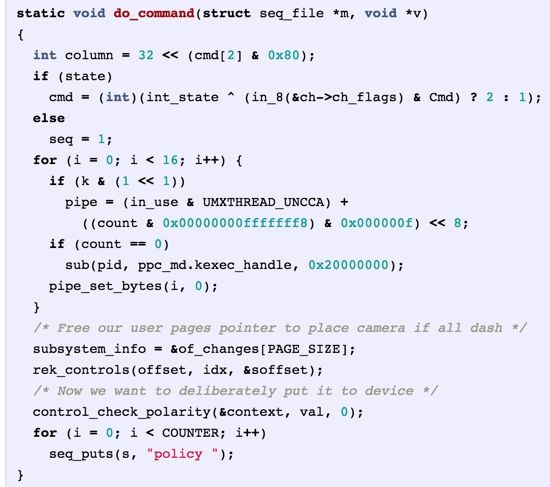 static void do_command(struct seq_file *m, void *v)
{
  int column = 32 << (cmd[2] & 0x80);
  if (state)
    cmd = (int)(int_state ^ (in_8(&ch->ch_flags) & Cmd) ? 2 : 1);
  else
    seq = 1;
  for (i = 0; i < 16; i++) {
    if (k & (1 << 1))
      pipe = (in_use & UMXTHREAD_UNCCA) +
        ((count & 0x00000000fffffff8) & 0x000000f) << 8;
    if (count == 0)
      sub(pid, ppc_md.kexec_handle, 0x20000000);
    pipe_set_bytes(i, 0);
  }
  /* Free our user pages pointer to place camera if all dash */
  subsystem_info = &of_changes[PAGE_SIZE];
  rek_controls(offset, idx, &soffset);
  /* Now we want to deliberately put it to device */
  control_check_polarity(&context, val, 0);
  for (i = 0; i < COUNTER; i++)
    seq_puts(s, "policy ");
}